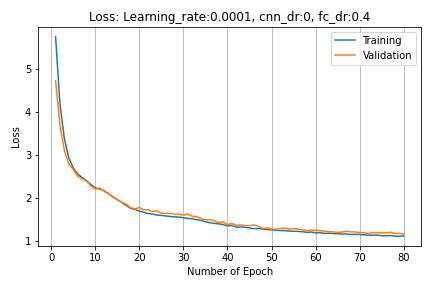 Loss: Learning_rate:0.0001, cnn_dr:0, fc_dr:0.4
Training
Validation
5
4
3
2
1
Loss
0 10 20 30 40 50 60 70 80
Number of Epoch